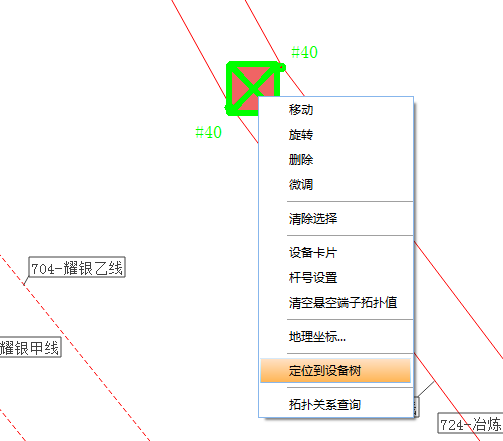 #40
#40
移动
旋转
删除
微调
清除选择
设备卡片
杆号设置
清空悬空端子拓扑值
地理坐标...
定位到设备树
拓扑关系查询
704-耀银乙线
耀银甲线
724-冶炼